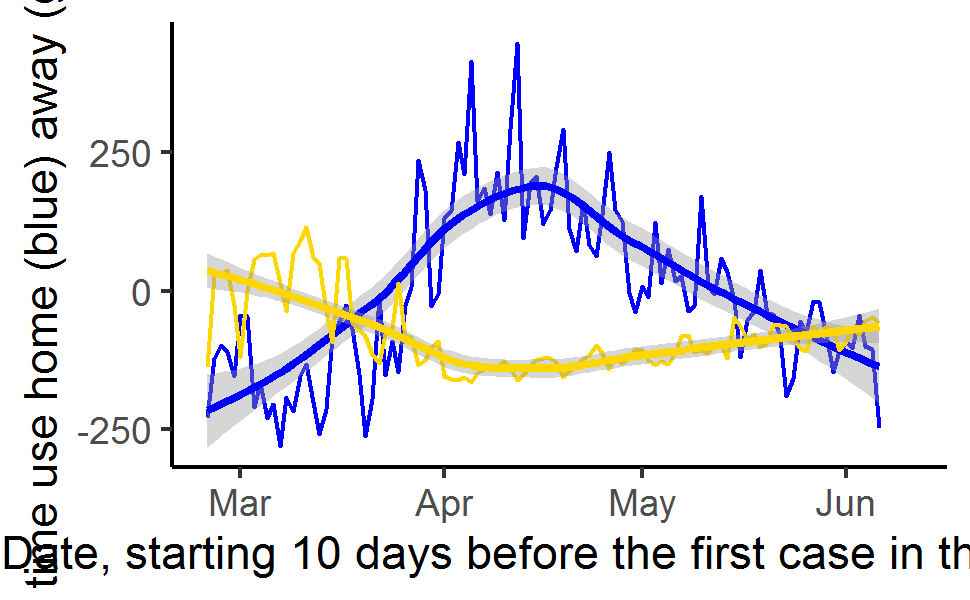 time use home (blue) away (
250
0
-250
Mar Apr May Jun
Date, starting 10 days before the first case in th